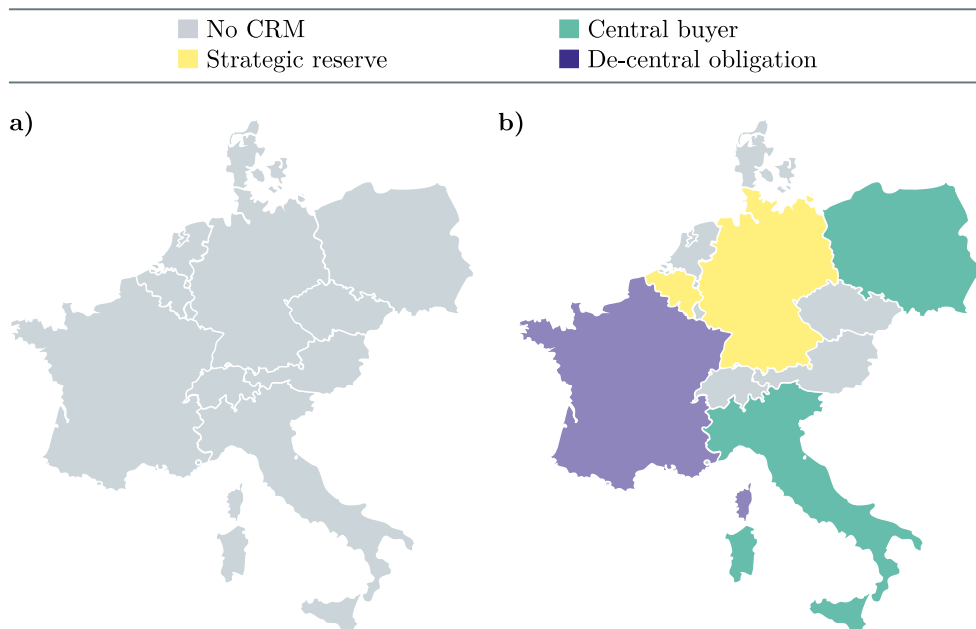 No CRM
Central buyer
Strategic reserve
De-central obligation
a)
b)